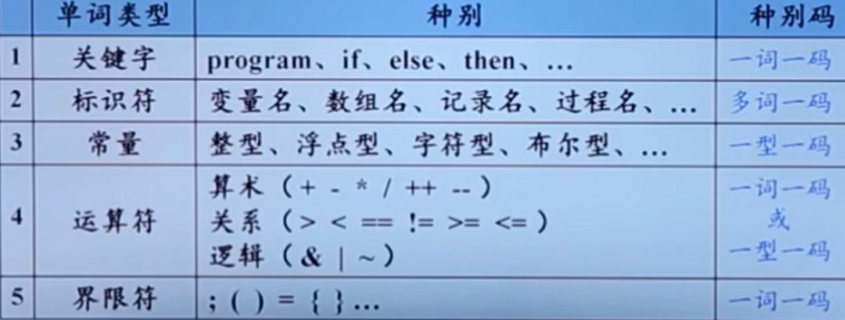 单词类型 种别 种别码
1 关键字 program、if、else、then、… 一词一码
2 标识符 变量名、数组名、记录名、过程名、… 多词一码
3 常量 整型、浮点型、字符型、布尔型、… 一型一码
4 运算符 算术（+ - * / ++ --）
关系（> < == != >= <=）
逻辑（& | ~）
一词一码
或
一型一码
5 界限符 ; ( ) = { } … 一词一码